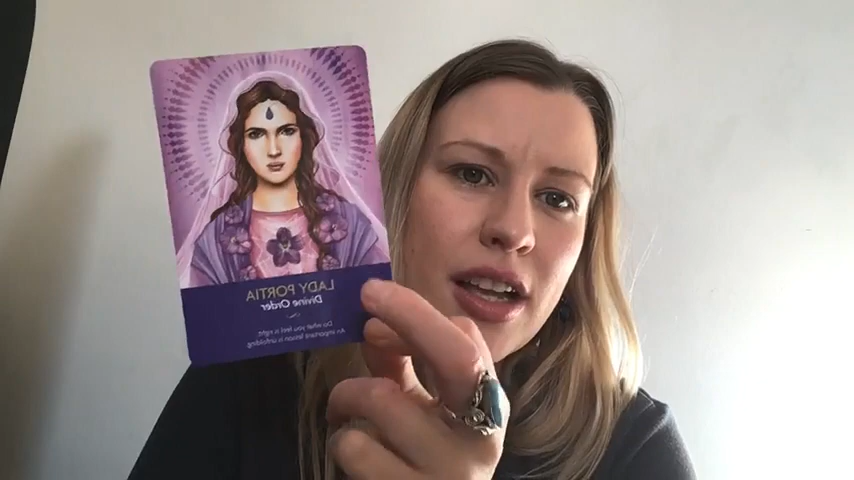 LADY PORTIA
Divine Order
Do what you feel is right.
An important lesson is unfolding.